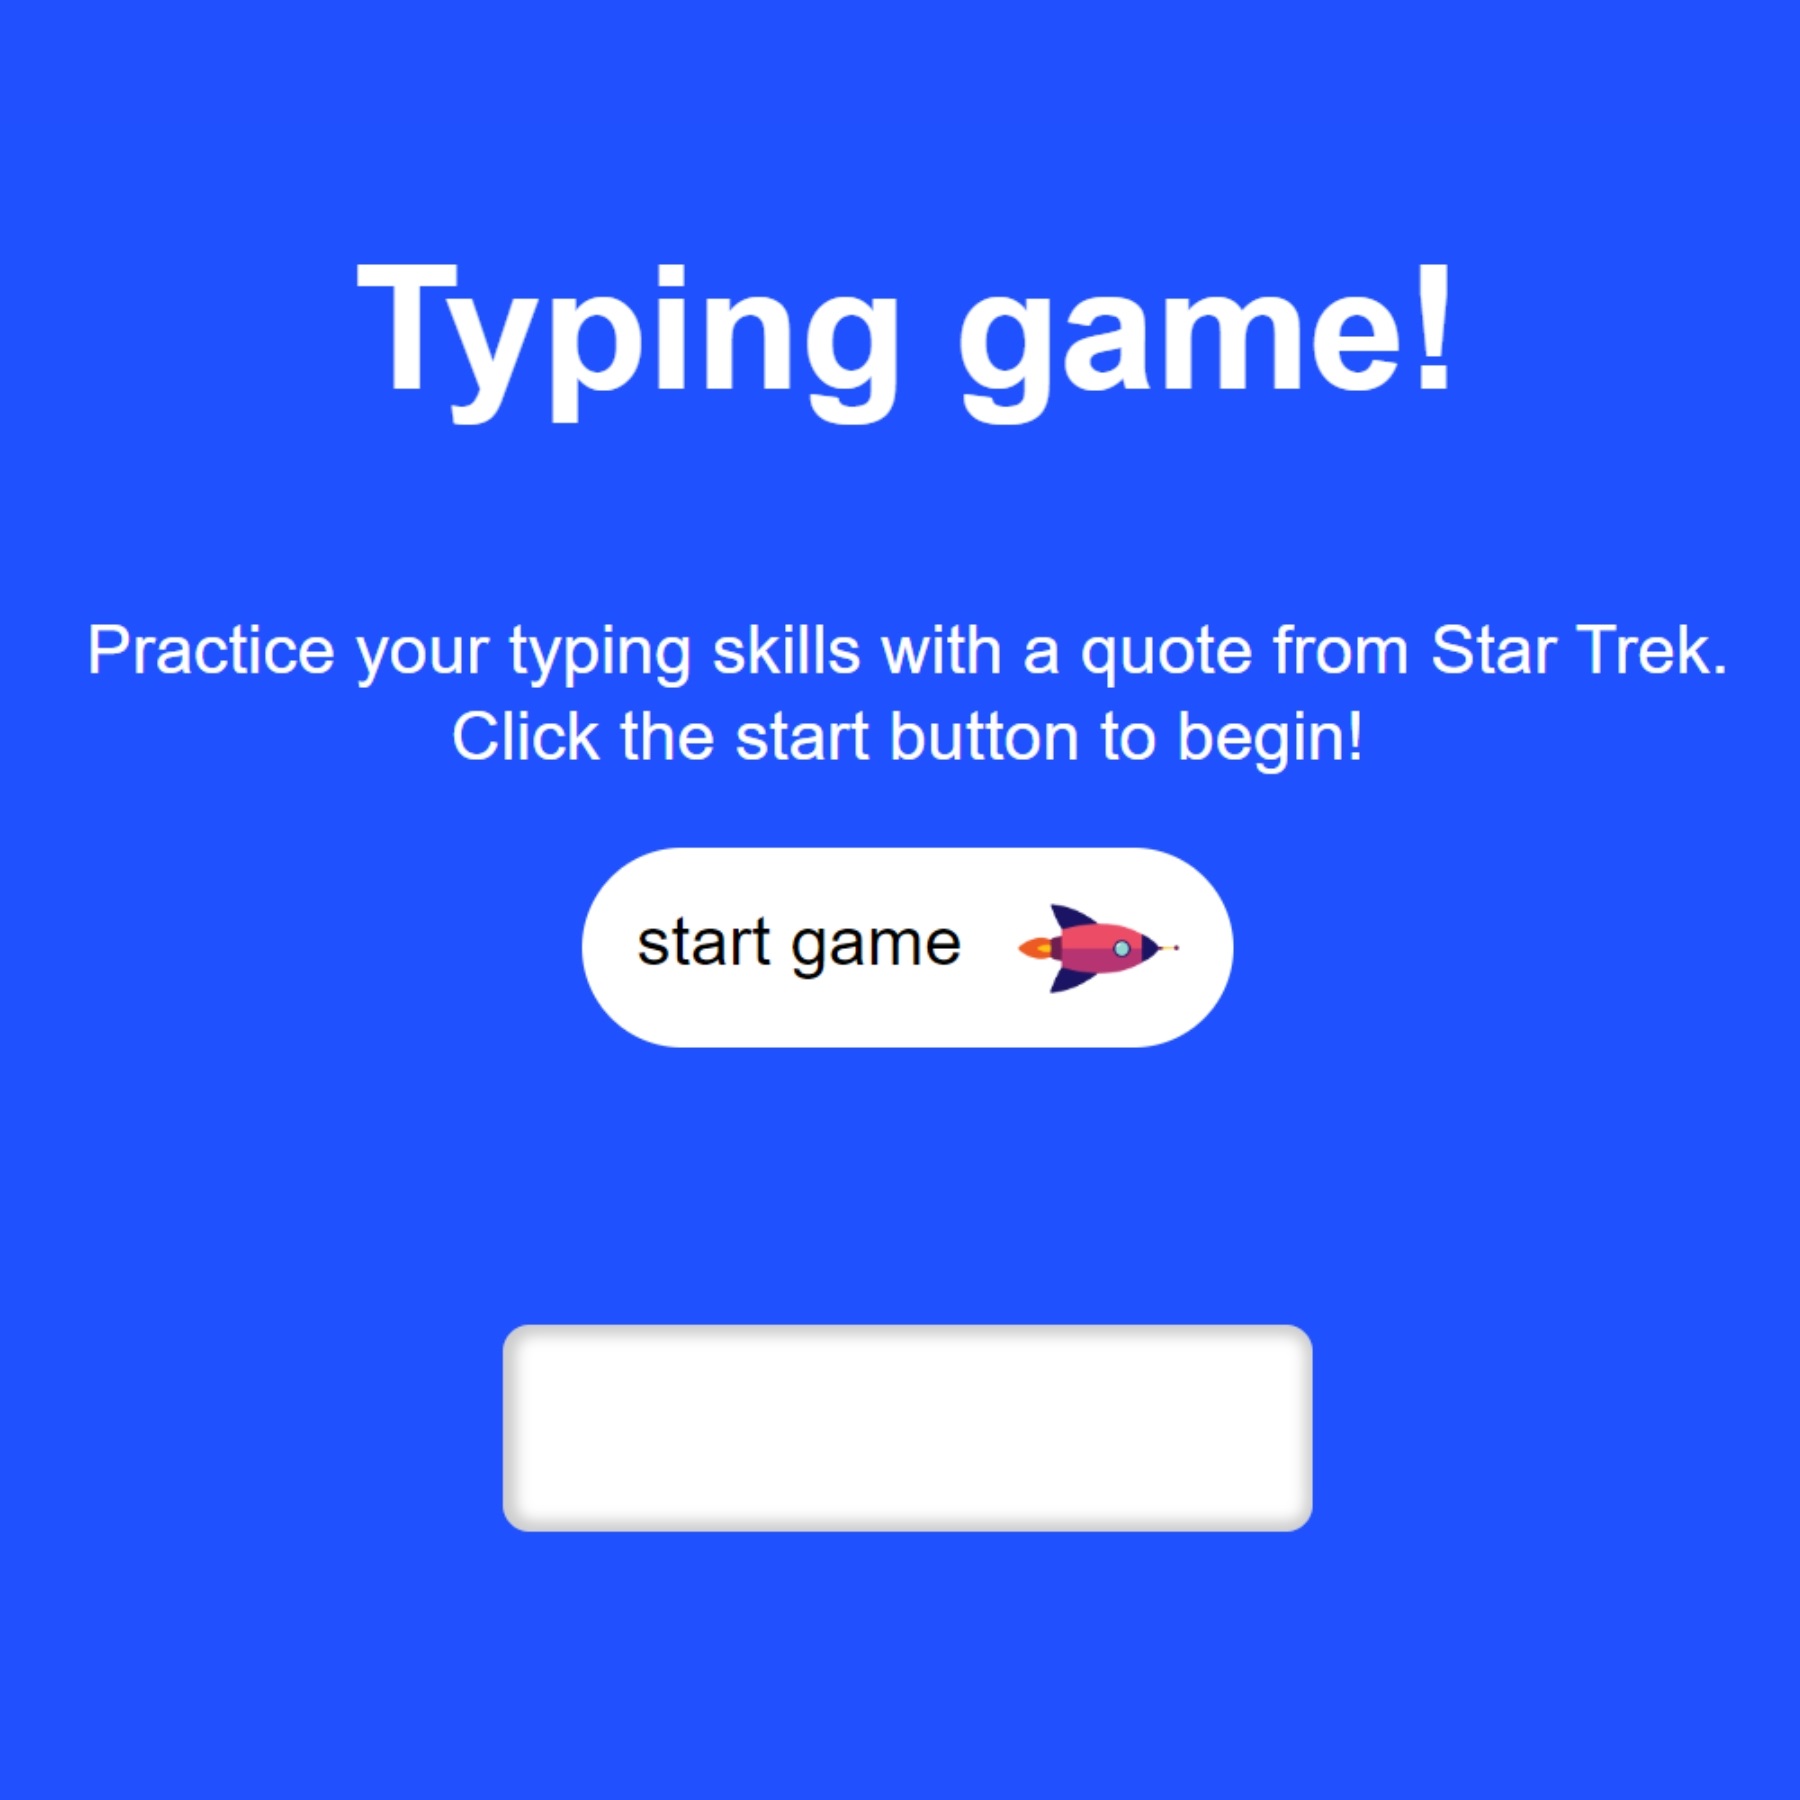 Typing game!
Practice your typing skills with a quote from Star Trek.
Click the start button to begin!
start game